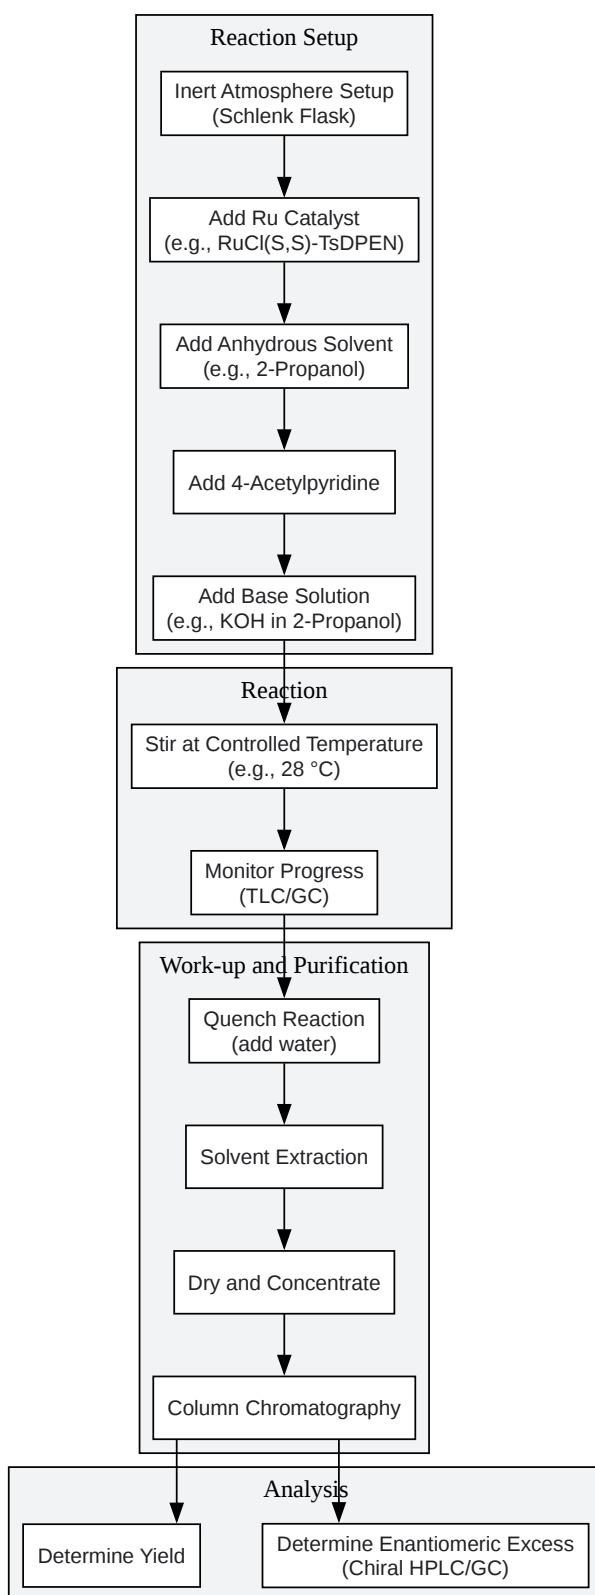 Reaction Setup
Inert Atmosphere Setup
(Schlenk Flask)
Add Ru Catalyst
(e.g., RuCl(S,S)-TsDPEN)
Add Anhydrous Solvent
(e.g., 2-Propanol)
Add 4-Acetylpyridine
Add Base Solution
(e.g., KOH in 2-Propanol)
Reaction
Stir at Controlled Temperature
(e.g., 28 °C)
Monitor Progress
(TLC/GC)
Work-up and Purification
Quench Reaction
(add water)
Solvent Extraction
Dry and Concentrate
Column Chromatography
Analysis
Determine Yield
Determine Enantiomeric Excess
(Chiral HPLC/GC)